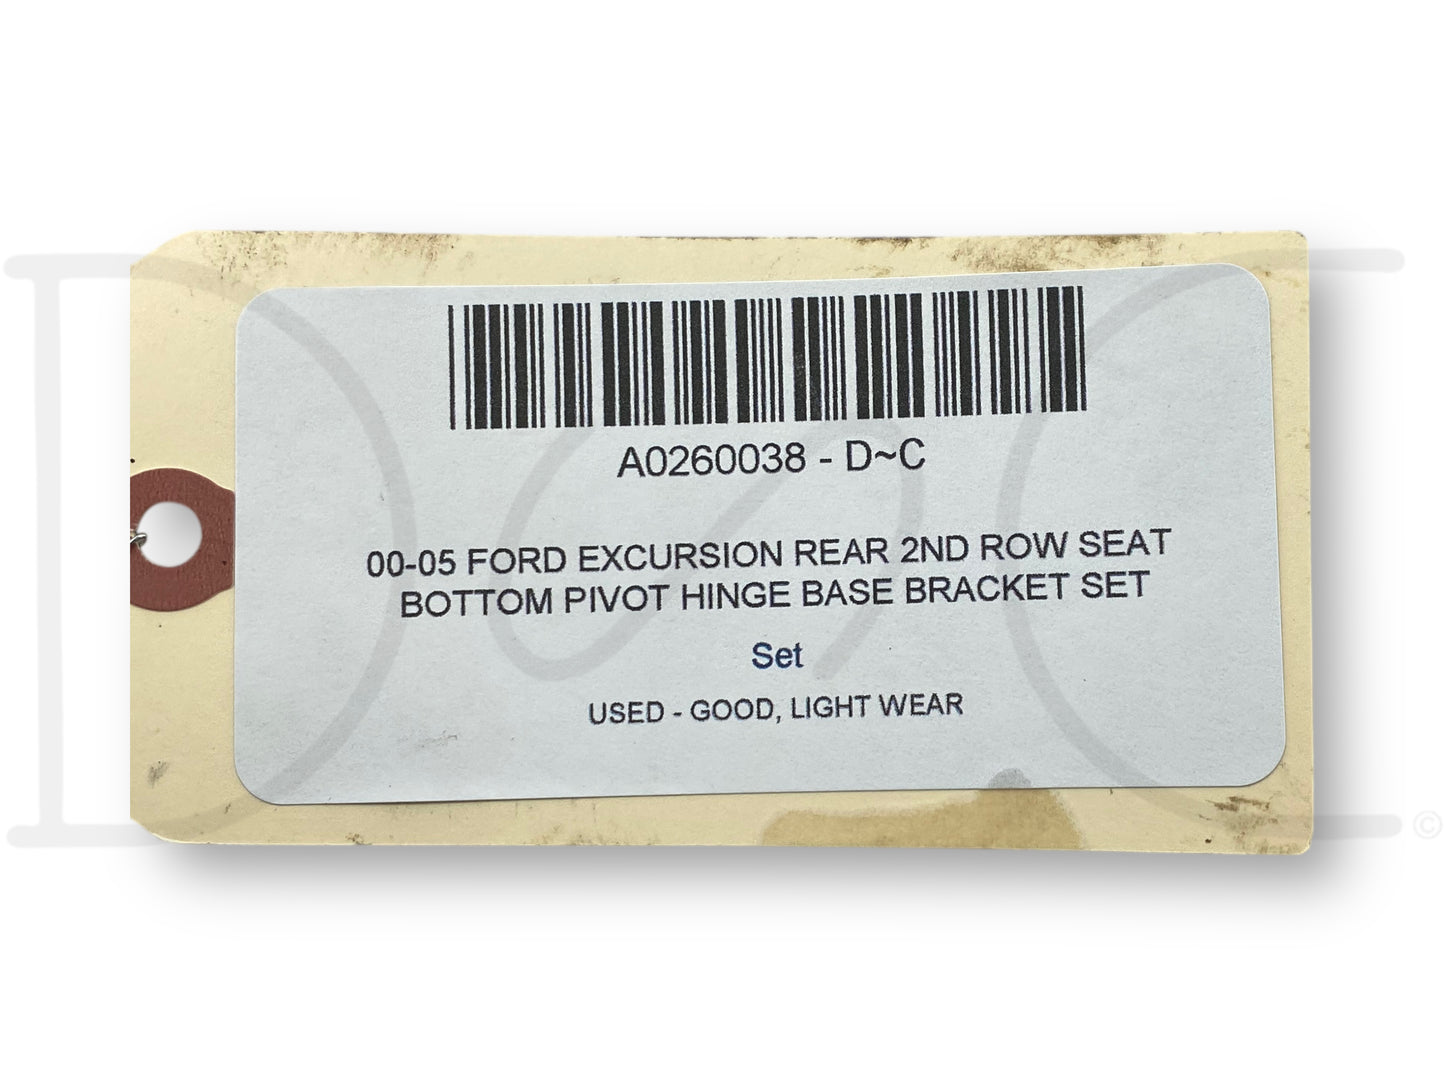 A0260038 - D~C
00-05 FORD EXCURSION REAR 2ND ROW SEAT
BOTTOM PIVOT HINGE BASE BRACKET SET
Set
USED - GOOD, LIGHT WEAR
©